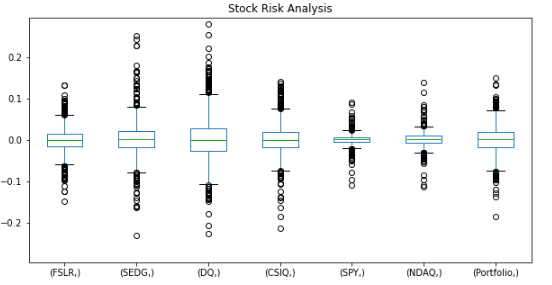 Stock Risk Analysis
0.2
0.1
0.0
−0.1
−0.2
(FSLR,) (SEDG,) (DQ,) (CSIQ,) (SPY,) (NDAQ,) (Portfolio,)